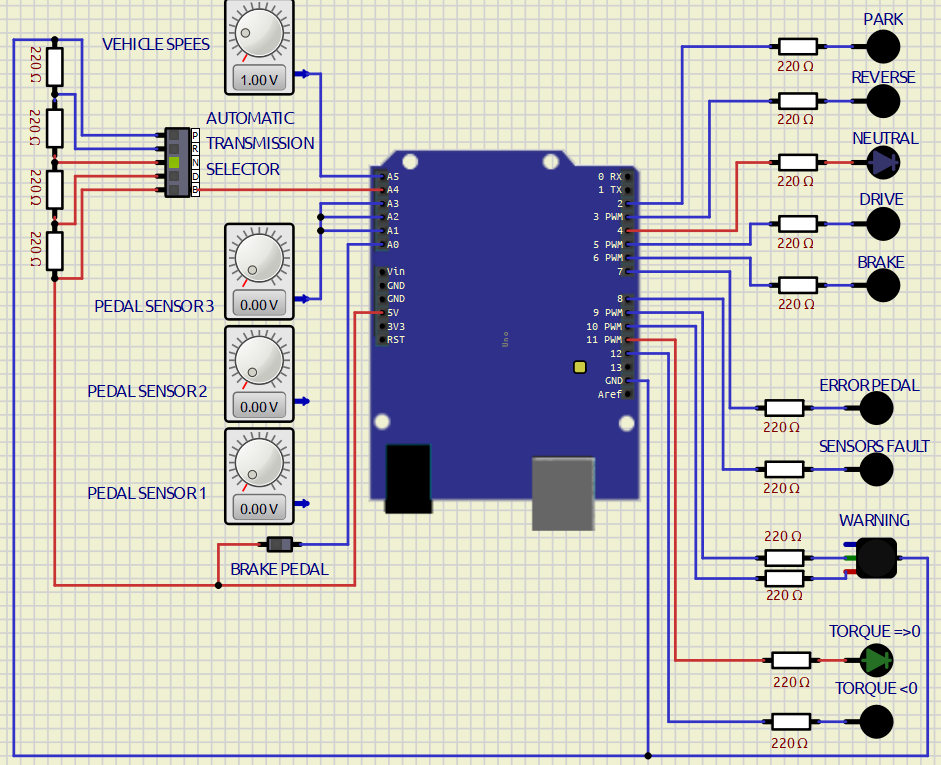 PARK
VEHICLE SPEES
220 Ω
1.00 V
220 Ω
REVERSE
220 Ω
220 Ω
AUTOMATIC
P
R
TRANSMISSION
N
NEUTRAL
SELECTOR
D
B
220 Ω
220 Ω
A5
0 RX
A4
1 TX
A3
2
A2
3 PWM
A1
4
A0
5 PWM
6 PWM
Vin
7
GND
GND
8
5V
9 PWM
3V3
10 PWM
RST
11 PWM
12
13
GND
Aref
Uno
DRIVE
220 Ω
220 Ω
BRAKE
220 Ω
PEDAL SENSOR 3
0.00 V
PEDAL SENSOR 2
0.00 V
ERROR PEDAL
220 Ω
SENSORS FAULT
220 Ω
PEDAL SENSOR 1
0.00 V
WARNING
220 Ω
BRAKE PEDAL
220 Ω
TORQUE =>0
220 Ω
TORQUE <0
220 Ω